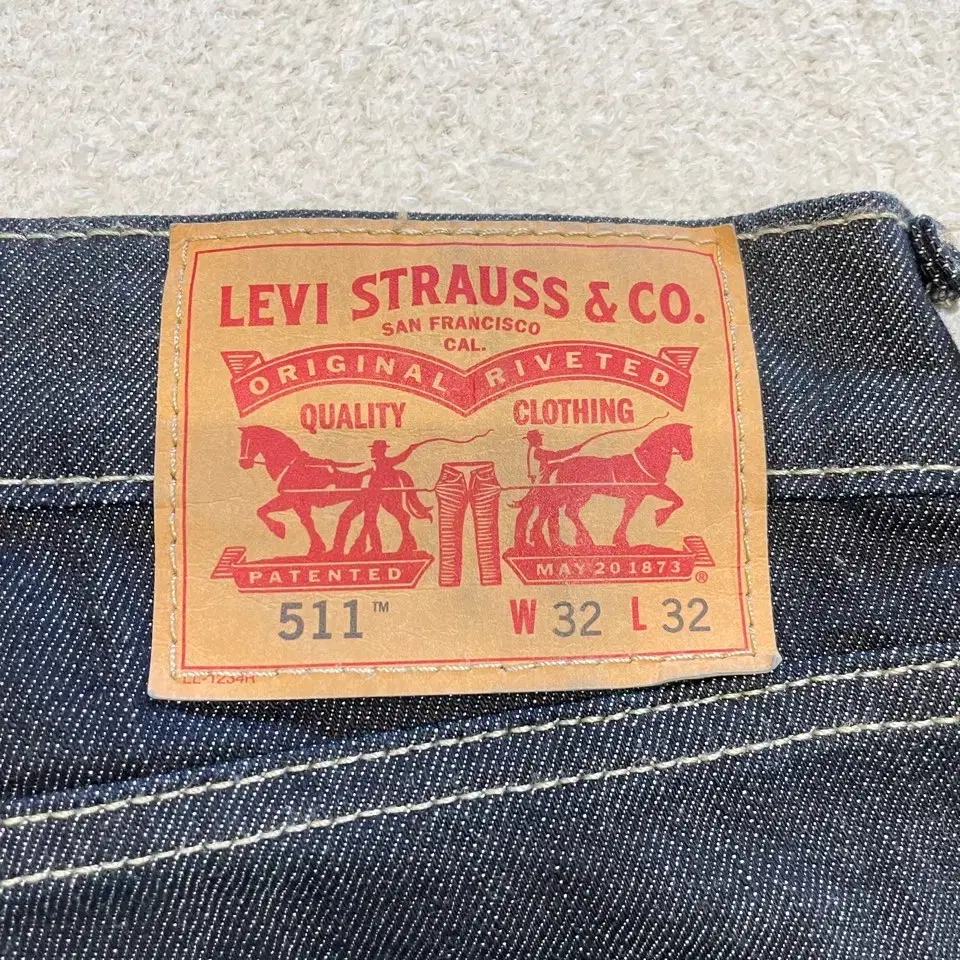 LEVI STRAUSS & CO.
SAN FRANCISCO
CAL.
ORIGINAL RIVETED
QUALITY CLOTHING
PATENTED MAY 20 1873 ®
511™ W 32 L 32